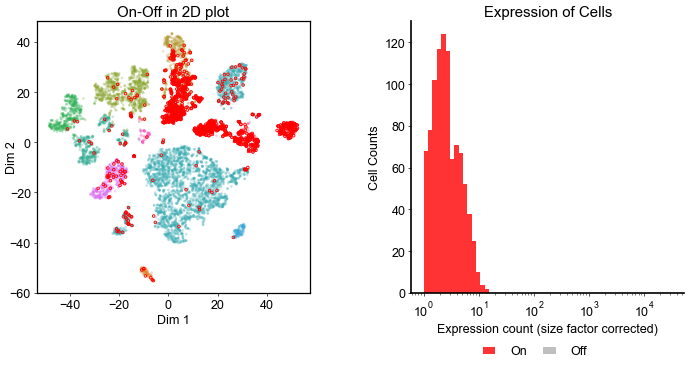 On-Off in 2D plot
Dim 2
40
20
0
−20
−40
−60
−40
−20
0
20
40
Dim 1
Expression of Cells
Cell Counts
120
100
80
60
40
20
0
10^0
10^1
10^2
10^3
10^4
Expression count (size factor corrected)
On
Off